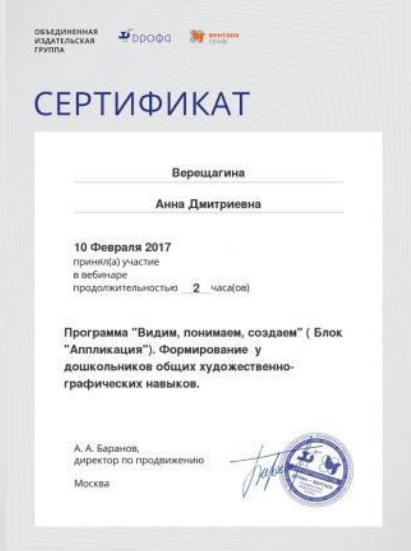 ОБЪЕДИНЕННАЯ
ИЗДАТЕЛЬСКАЯ
ГРУППА
дрофа
вентана
граф
СЕРТИФИКАТ
Верещагина
Анна Дмитриевна
10 Февраля 2017
принял(а) участие
в вебинаре
продолжительностью 2 часа(ов)
Программа "Видим, понимаем, создаем" ( Блок
"Аппликация"). Формирование у
дошкольников общих художественно-
графических навыков.
А. А. Баранов,
директор по продвижению
Москва